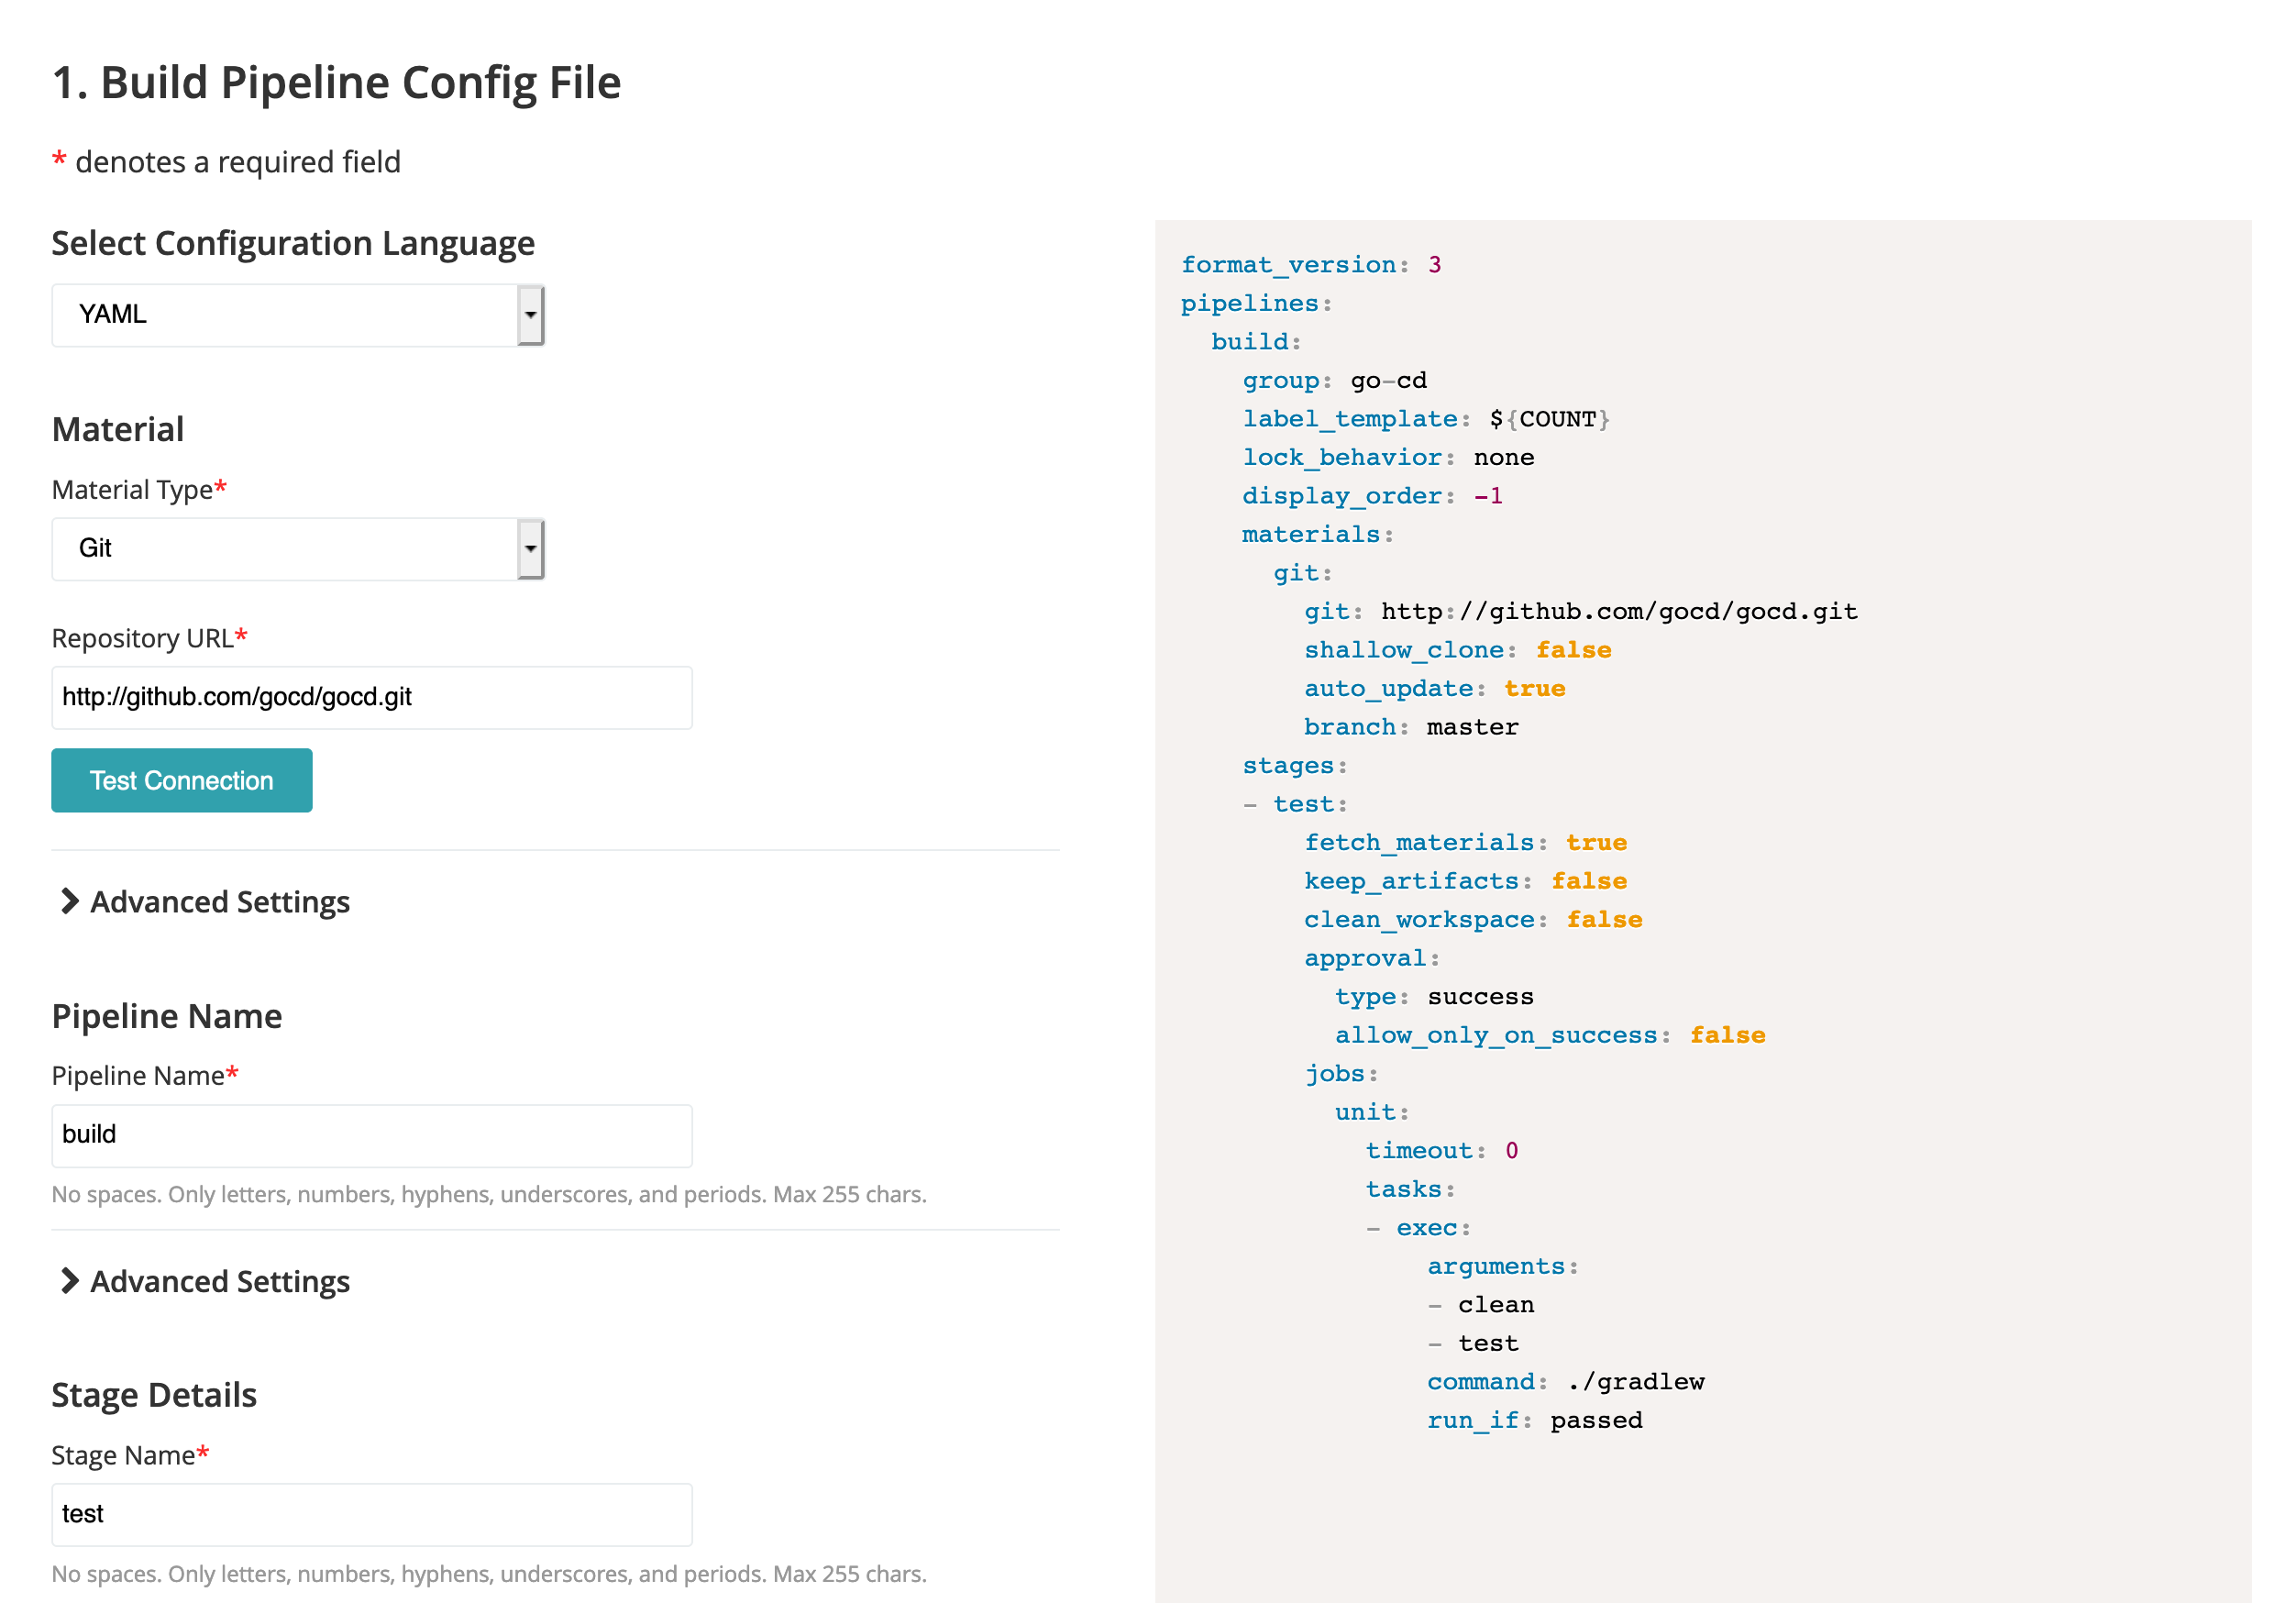 1. Build Pipeline Config File
* denotes a required field
Select Configuration Language
YAML
Material
Material Type*
Git
Repository URL*
http://github.com/gocd/gocd.git
Test Connection
Advanced Settings
Pipeline Name
Pipeline Name*
build
No spaces. Only letters, numbers, hyphens, underscores, and periods. Max 255 chars.
Advanced Settings
Stage Details
Stage Name*
test
No spaces. Only letters, numbers, hyphens, underscores, and periods. Max 255 chars.
format_version: 3
pipelines:
  build:
    group: go-cd
    label_template: ${COUNT}
    lock_behavior: none
    display_order: -1
    materials:
      git:
        git: http://github.com/gocd/gocd.git
        shallow_clone: false
        auto_update: true
        branch: master
    stages:
    - test:
        fetch_materials: true
        keep_artifacts: false
        clean_workspace: false
        approval:
          type: success
          allow_only_on_success: false
        jobs:
          unit:
            timeout: 0
            tasks:
            - exec:
                arguments:
                - clean
                - test
                command: ./gradlew
                run_if: passed